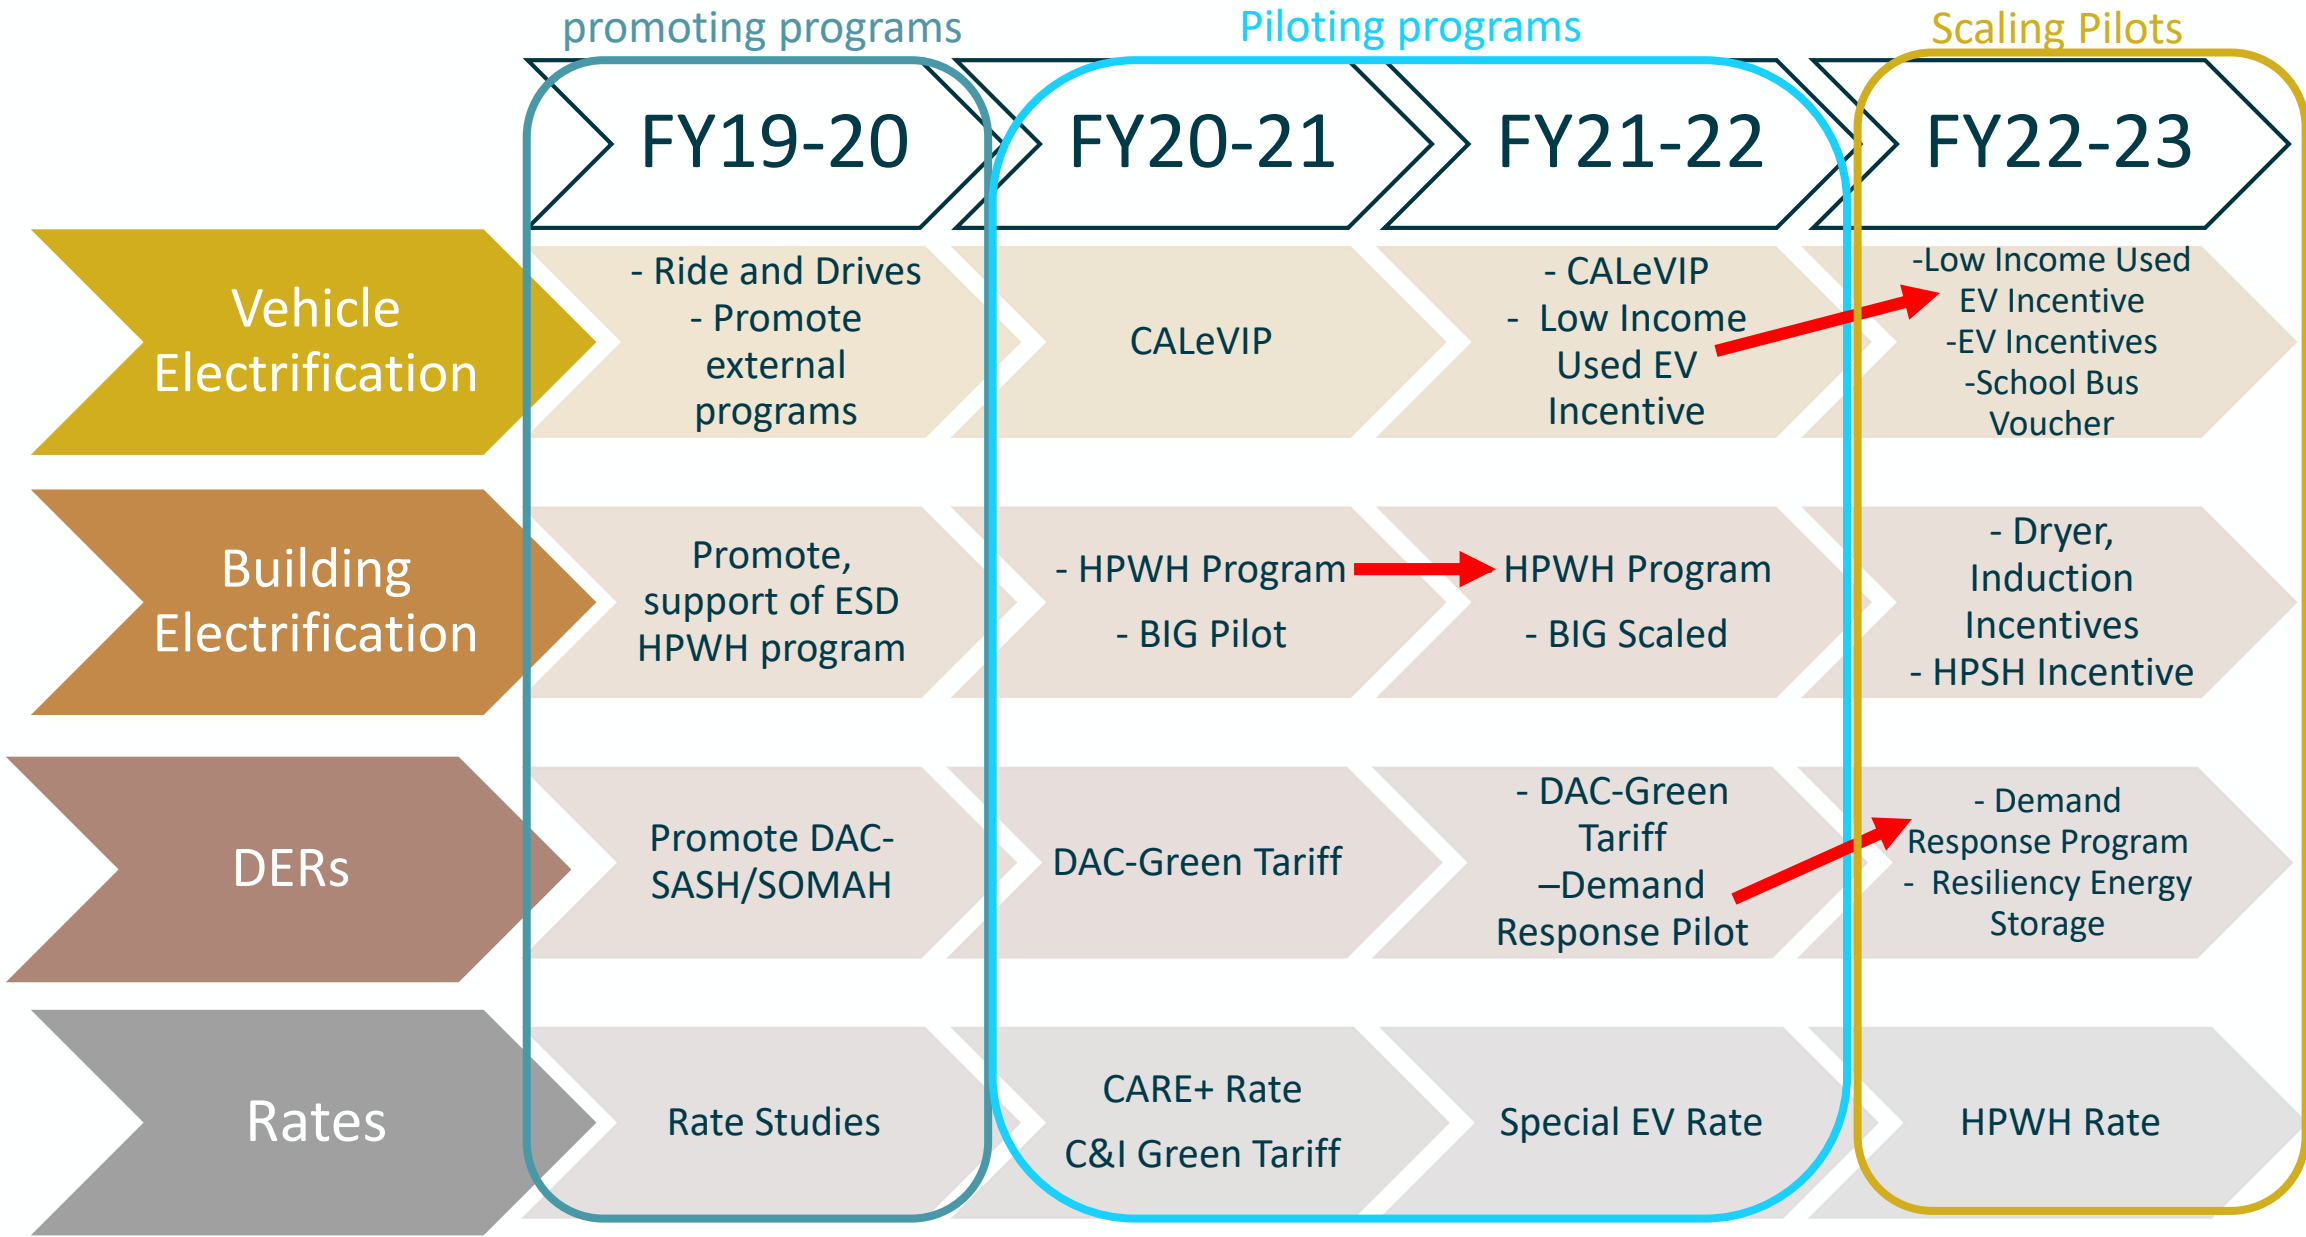 promoting programs
Piloting programs
Scaling Pilots
FY19-20
FY20-21
FY21-22
FY22-23
Vehicle
Electrification
- Ride and Drives
- Promote
external
programs
CALeVIP
- CALeVIP
- Low Income
Used EV
Incentive
-Low Income Used
EV Incentive
-EV Incentives
-School Bus
Voucher
Building
Electrification
Promote,
support of ESD
HPWH program
- HPWH Program
- BIG Pilot
HPWH Program
- BIG Scaled
- Dryer,
Induction
Incentives
- HPSH Incentive
DERs
Promote DAC-
SASH/SOMAH
DAC-Green Tariff
- DAC-Green
Tariff
–Demand
Response Pilot
- Demand
Response Program
- Resiliency Energy
Storage
Rates
Rate Studies
CARE+ Rate
C&I Green Tariff
Special EV Rate
HPWH Rate